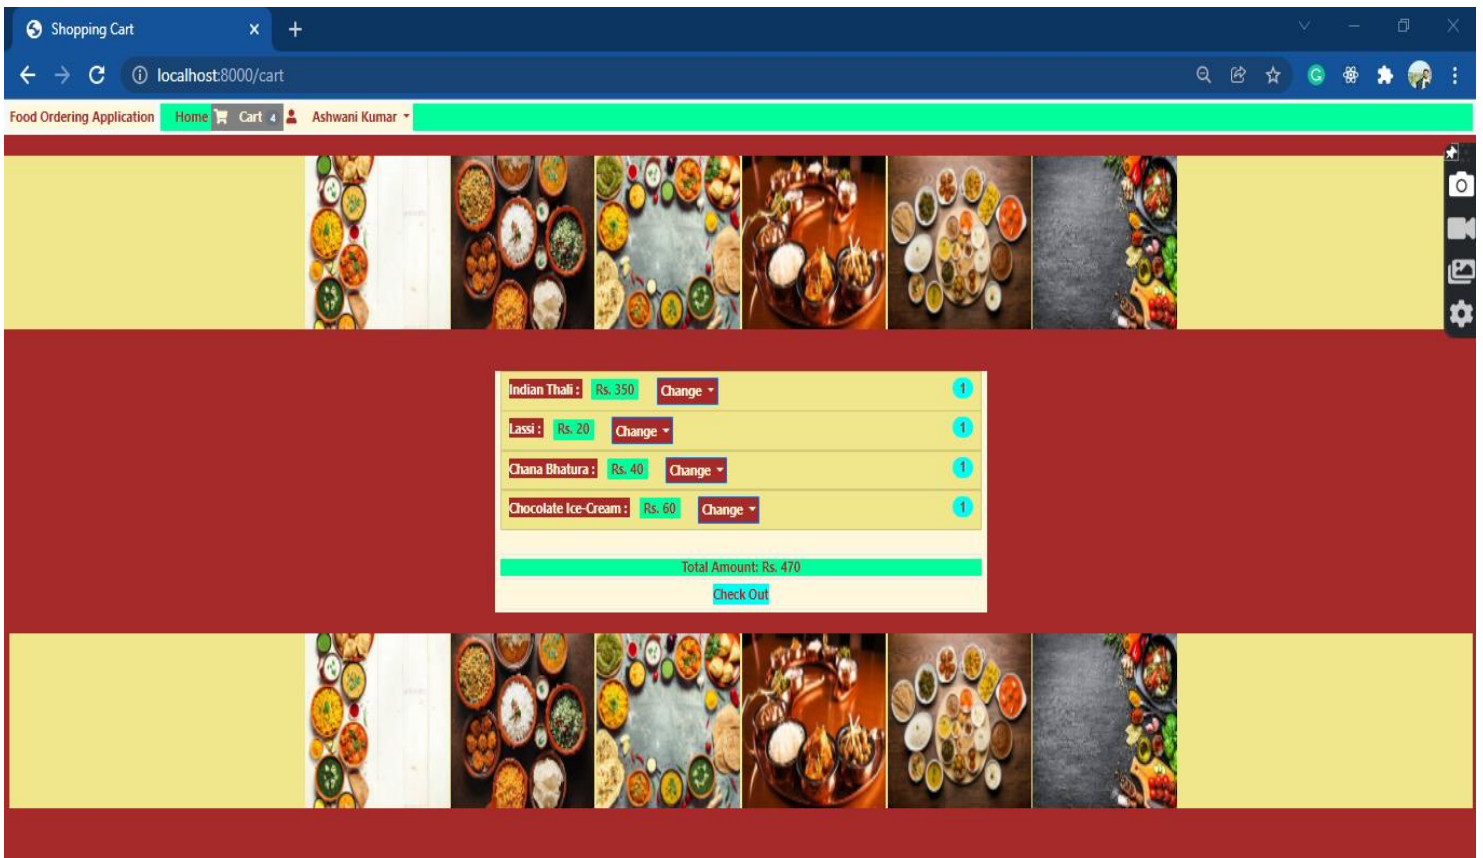 Shopping Cart
localhost:8000/cart
Food Ordering Application Home Cart 4 Ashwani Kumar
Indian Thali : Rs. 350 Change 1
Lassi : Rs. 20 Change 1
Chana Bhatura : Rs. 40 Change 1
Chocolate Ice-Cream : Rs. 60 Change 1
Total Amount: Rs. 470
Check Out